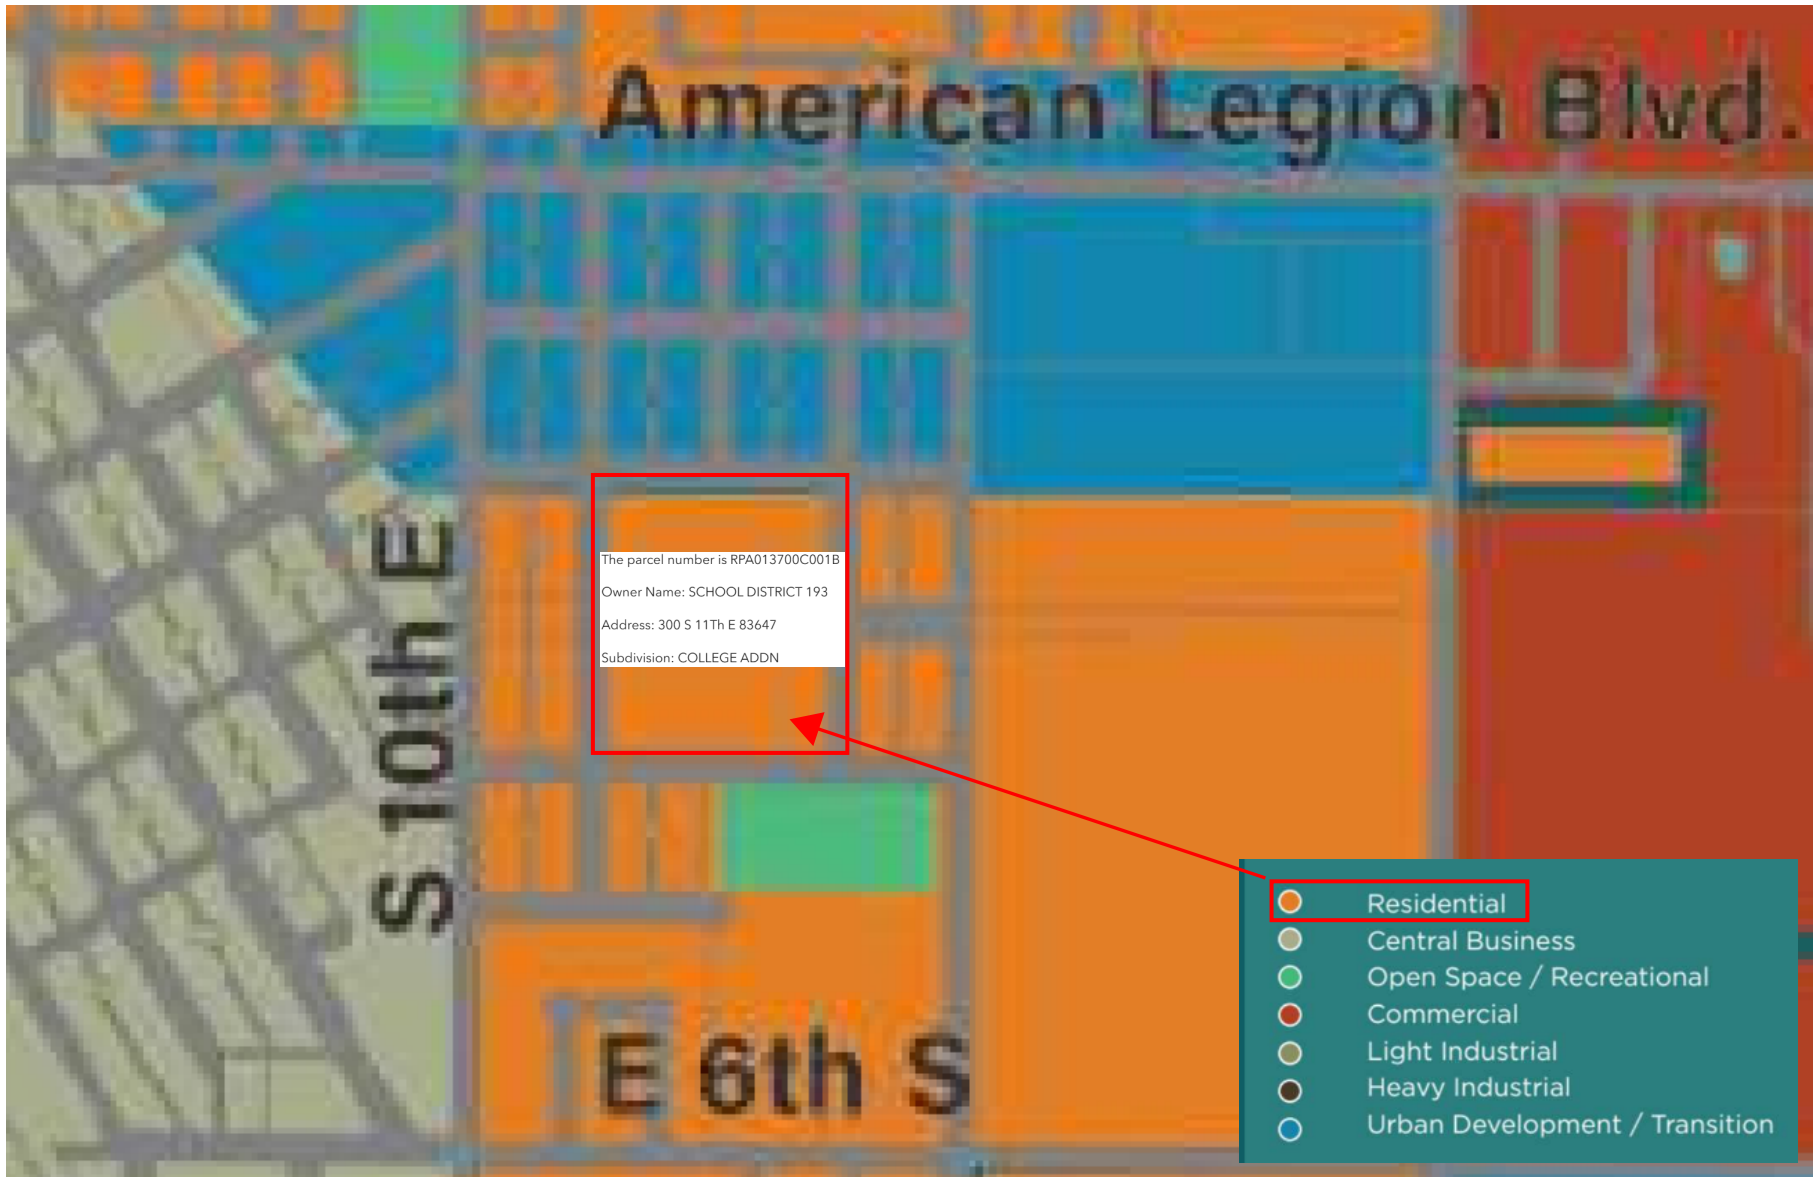 American Legion Blvd.
The parcel number is RPA013700C001B
Owner Name: SCHOOL DISTRICT 193
Address: 300 S 11Th E 83647
Subdivision: COLLEGE ADDN
S 10th E
E 6th S
Residential
Central Business
Open Space / Recreational
Commercial
Light Industrial
Heavy Industrial
Urban Development / Transition